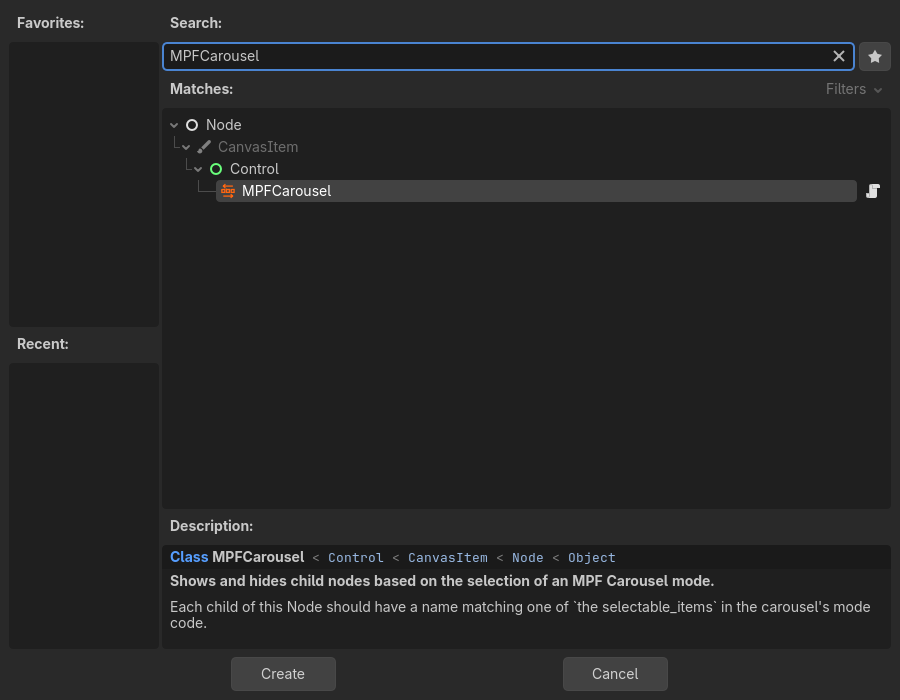 Favorites:
Search:
MPFCarousel
Matches:
Filters
Node
CanvasItem
Control
MPFCarousel
Recent:
Description:
Class MPFCarousel < Control < CanvasItem < Node < Object
Shows and hides child nodes based on the selection of an MPF Carousel mode.
Each child of this Node should have a name matching one of `the selectable_items` in the carousel's mode
code.
Create
Cancel